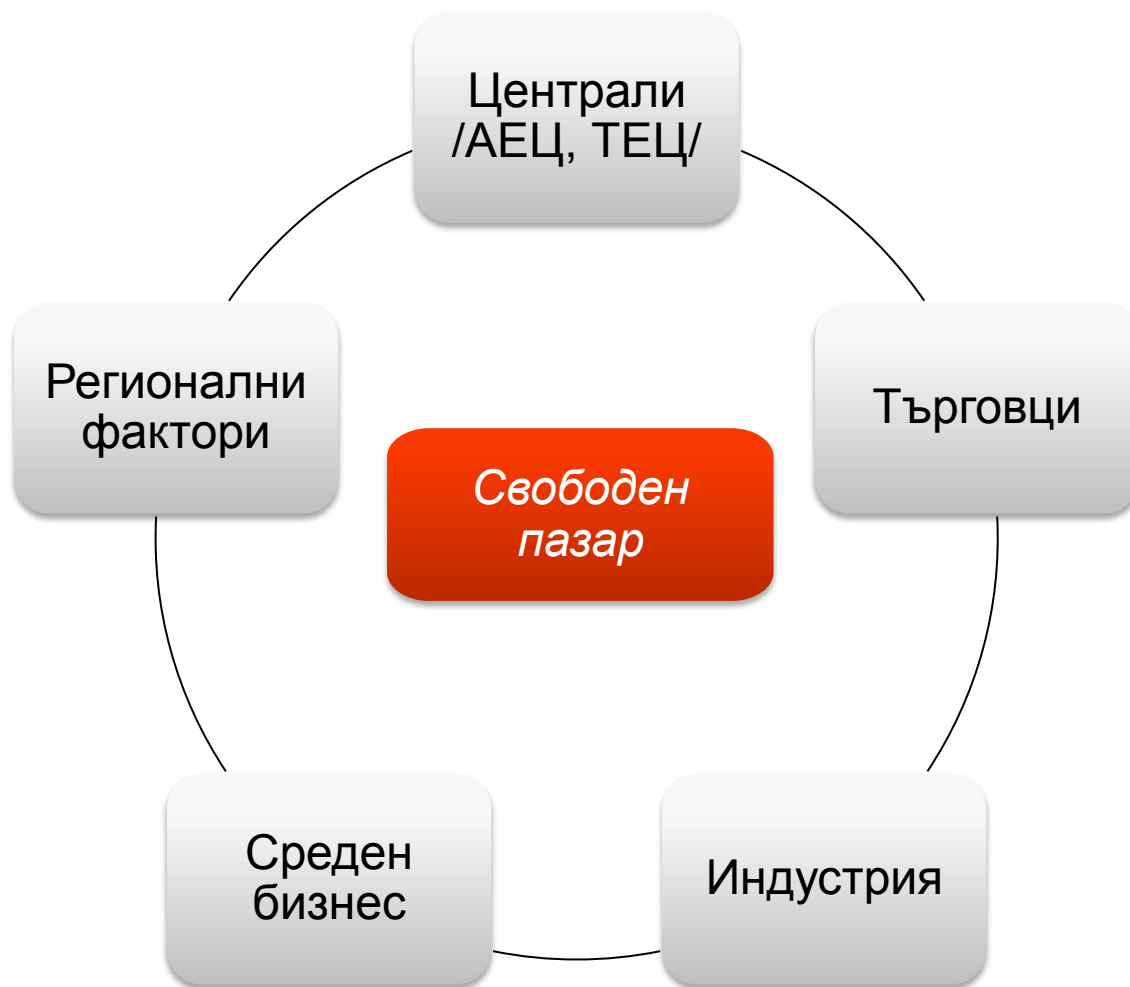 Централи
/АЕЦ, ТЕЦ/
Регионални
фактори
Търговци
Свободен
пазар
Среден
бизнес
Индустрия